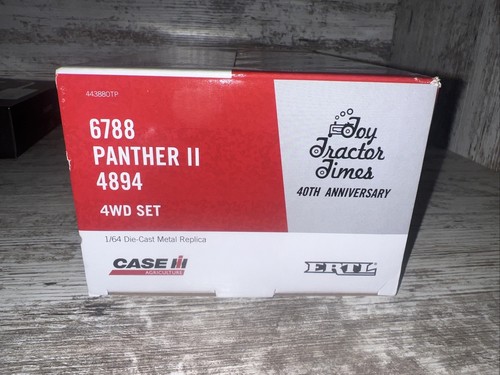 443880TP
6788
PANTHER II
4894
4WD SET
Toy
Tractor
Times
40TH ANNIVERSARY
1/64 Die-Cast Metal Replica
CASE IH
AGRICULTURE
ERTL